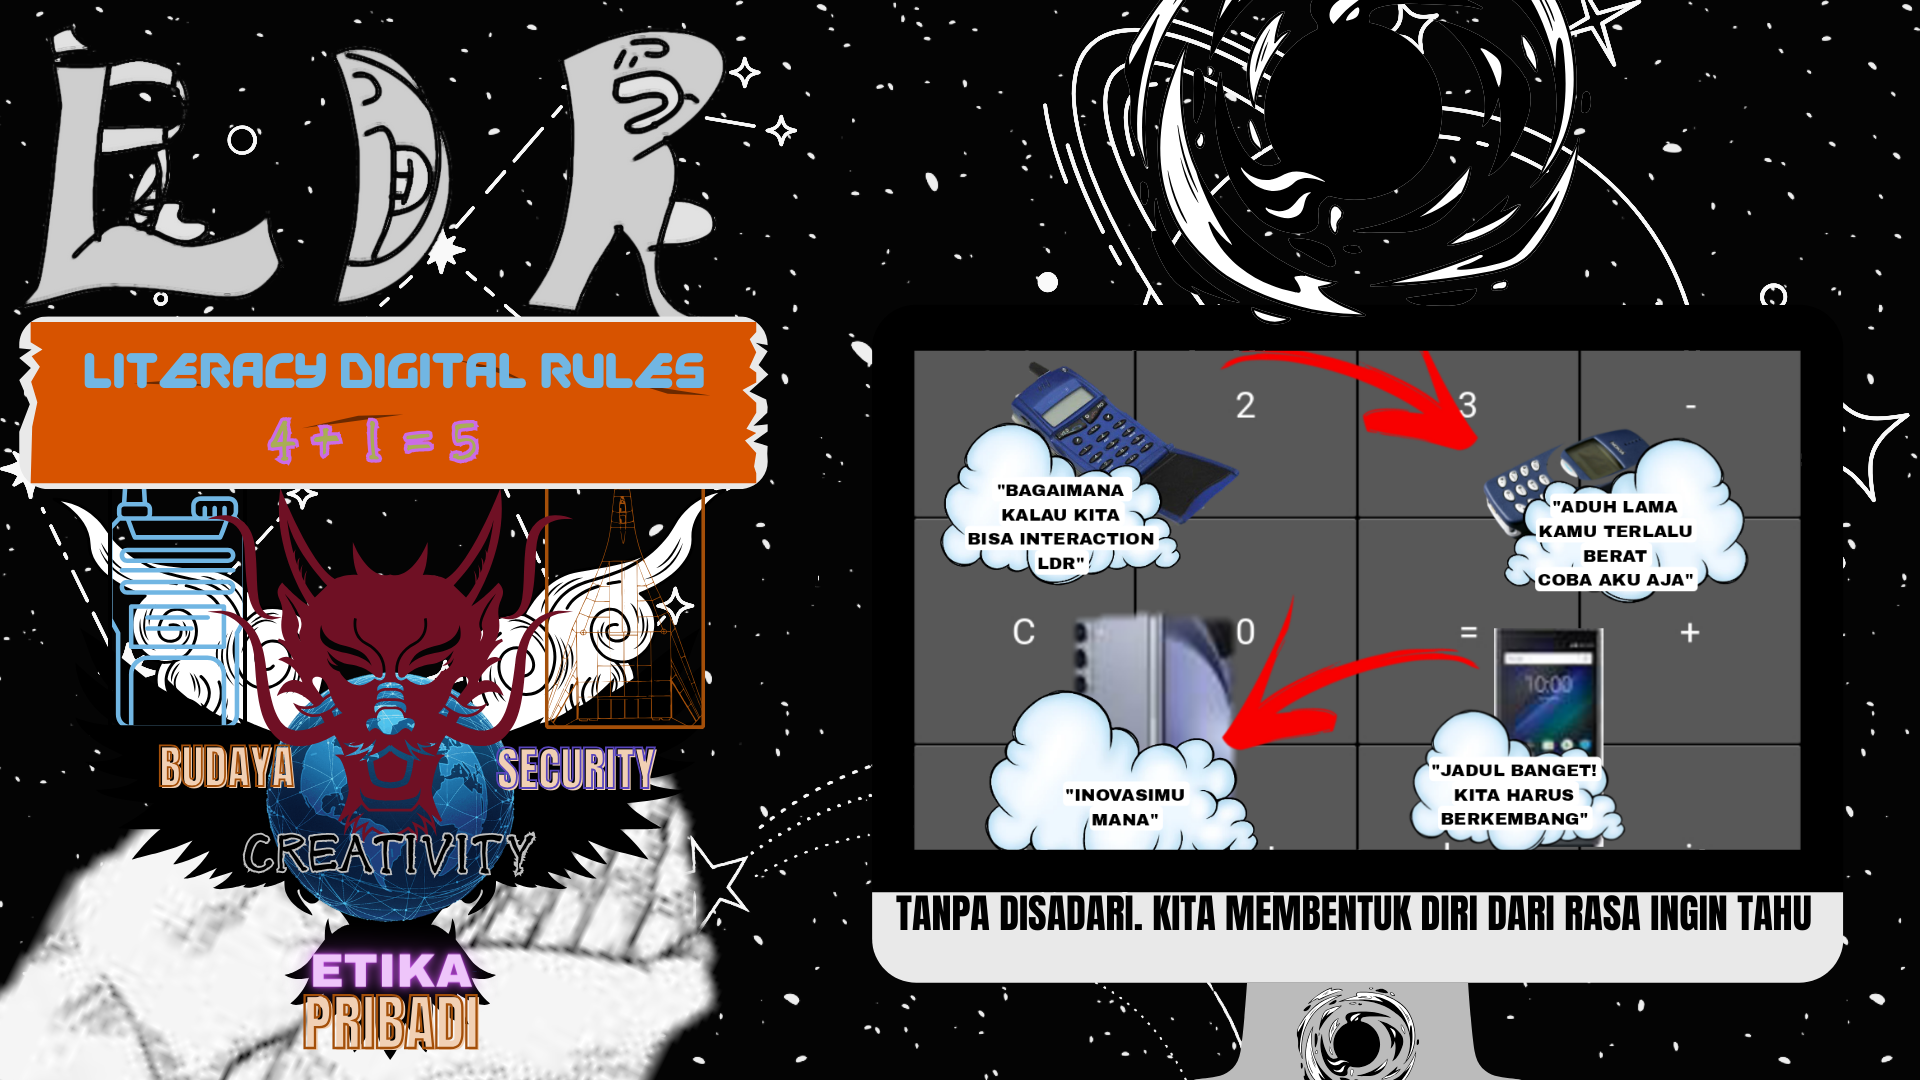 LDR
LITERACY DIGITAL RULES
4 + 1 = 5
BUDAYA
SECURITY
CREATIVITY
ETIKA
PRIBADI
2
3
-
"BAGAIMANA
KALAU KITA
BISA INTERACTION
LDR"
"ADUH LAMA
KAMU TERLALU
BERAT
COBA AKU AJA"
C
0
=
+
10:00
"INOVASIMU
MANA"
"JADUL BANGET!
KITA HARUS
BERKEMBANG"
TANPA DISADARI. KITA MEMBENTUK DIRI DARI RASA INGIN TAHU